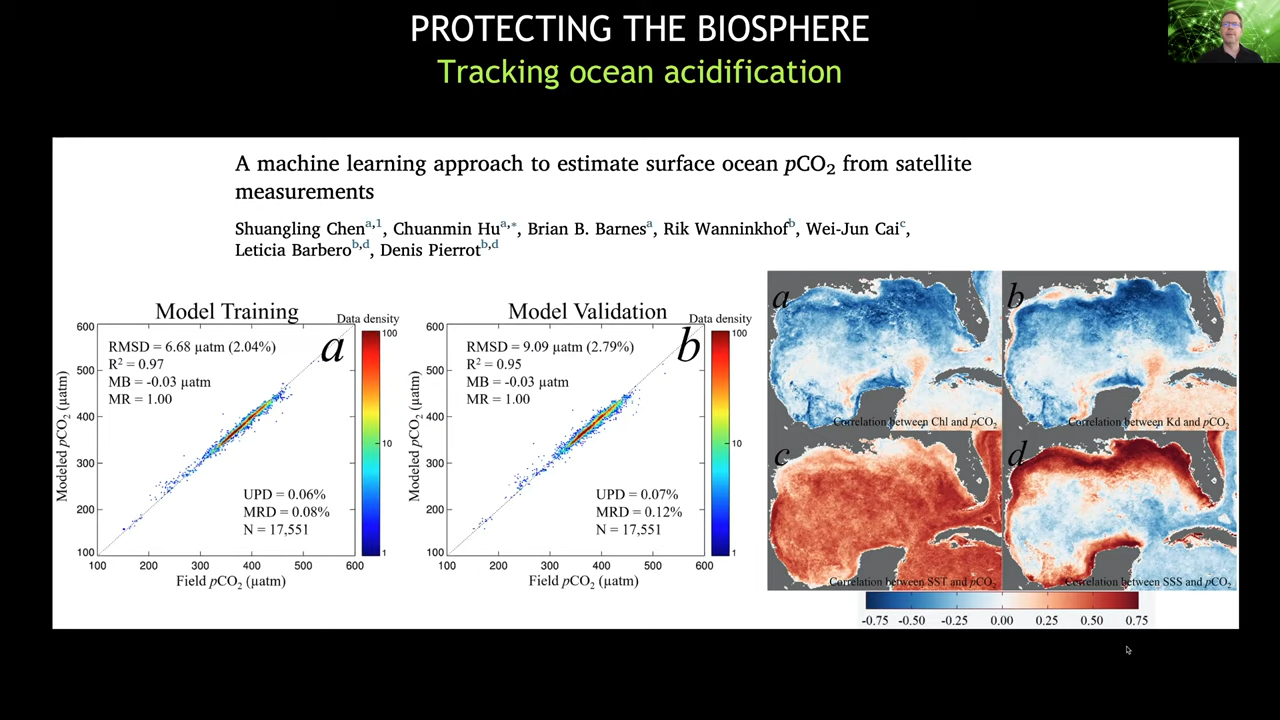 PROTECTING THE BIOSPHERE
Tracking ocean acidification
A machine learning approach to estimate surface ocean pCO₂ from satellite
measurements
Shuangling Chenᵃ,¹, Chuanmin Huᵃ,*, Brian B. Barnesᵃ, Rik Wanninkhofᵇ, Wei-Jun Caiᶜ,
Leticia Barberoᵇ,ᵈ, Denis Pierrotᵇ,ᵈ
Model Training
Data density
600
500
400
300
200
100
Modeled pCO₂ (µatm)
RMSD = 6.68 µatm (2.04%)
R² = 0.97
MB = -0.03 µatm
MR = 1.00
a
UPD = 0.06%
MRD = 0.08%
N = 17,551
100
10
1
100 200 300 400 500 600
Field pCO₂ (µatm)
Model Validation
Data density
600
500
400
300
200
100
Modeled pCO₂ (µatm)
RMSD = 9.09 µatm (2.79%)
R² = 0.95
MB = -0.03 µatm
MR = 1.00
b
UPD = 0.07%
MRD = 0.12%
N = 17,551
100
10
1
100 200 300 400 500 600
Field pCO₂ (µatm)
a
Correlation between Chl and pCO₂
b
Correlation between Kd and pCO₂
c
Correlation between SST and pCO₂
d
Correlation between SSS and pCO₂
-0.75 -0.50 -0.25 0.00 0.25 0.50 0.75